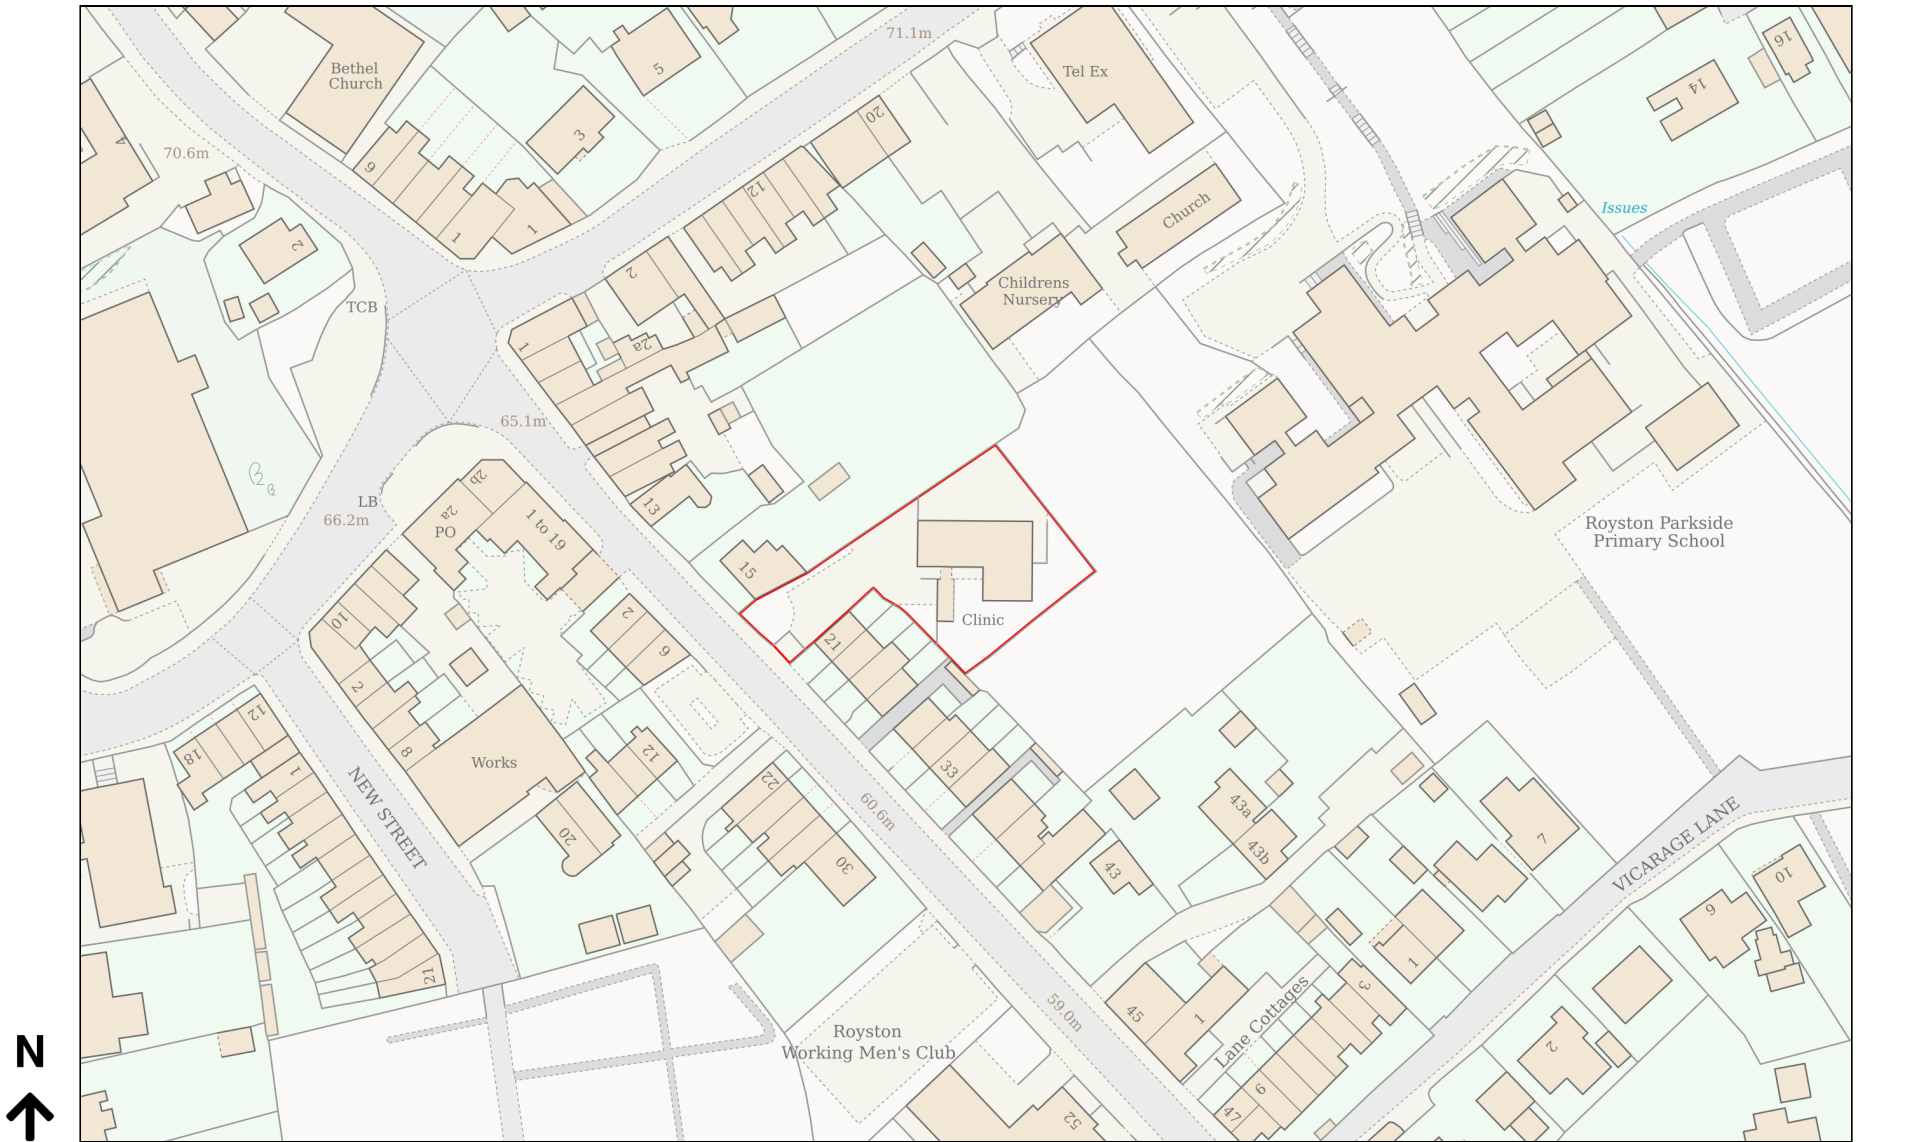 71.1m
Bethel
Church
5
Tel Ex
16
14
4
70.6m
3
20
9
12
Church
Issues
1
1
2
2
Childrens
Nursery
TCB
1
2a
65.1m
2b
LB
66.2m
2a
PO
13
1 to 19
Royston Parkside
Primary School
15
10
2
Clinic
21
9
2
12
18
8
Works
12
22
33
1
NEW STREET
20
30
60.6m
43a
43b
43
7
VICARAGE LANE
10
9
21
1
3
45
1
Lane Cottages
59.0m
Royston
Working Men's Club
2
N
6
47
52